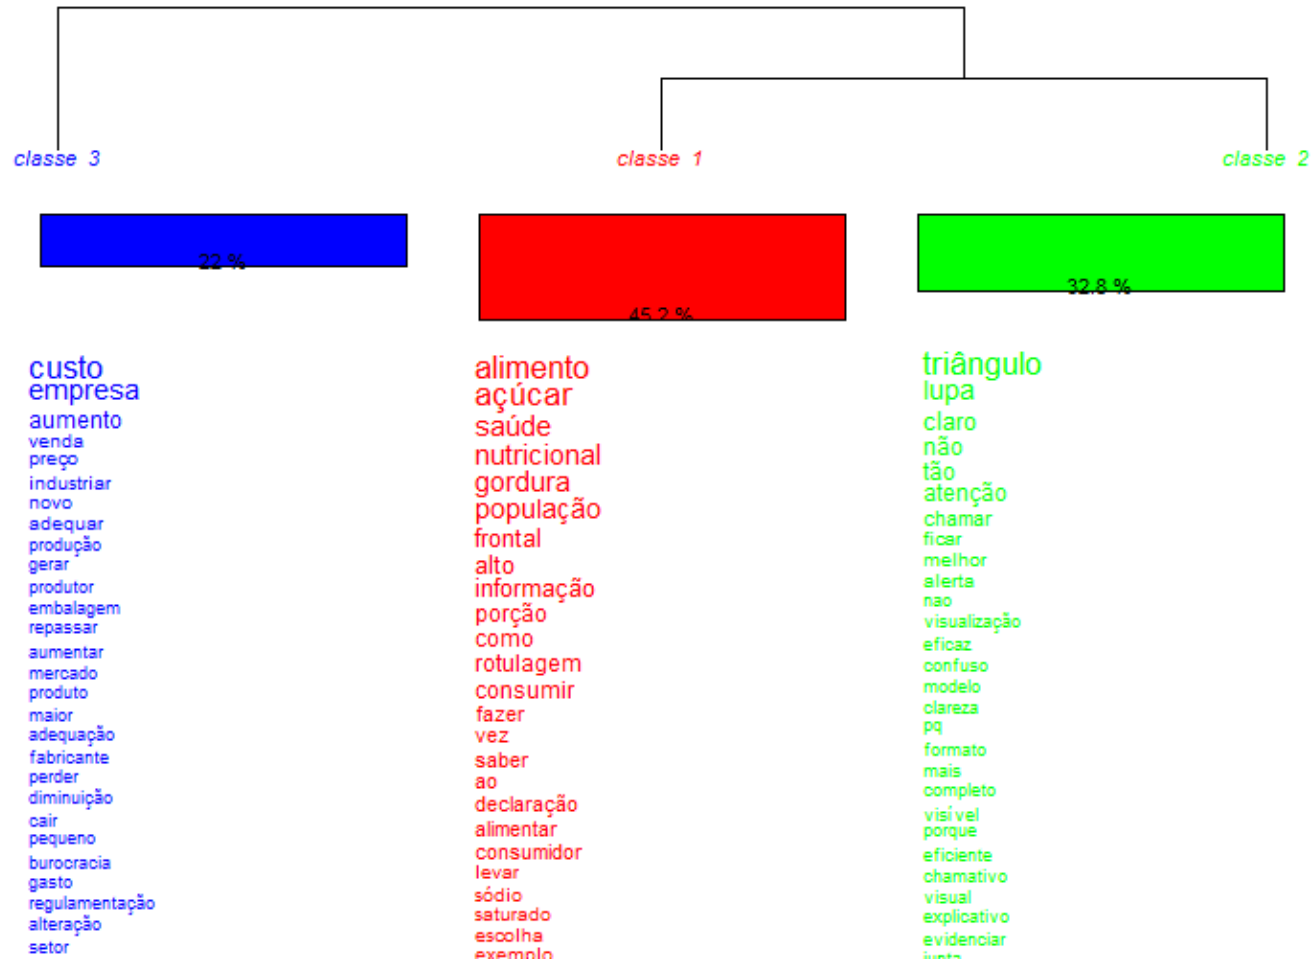 classe 3
classe 1
classe 2
22 %
45.2 %
32.8 %
custo
empresa
aumento
venda
preço
industriar
novo
adequar
produção
gerar
produtor
embalagem
repassar
aumentar
mercado
produto
maior
adequação
fabricante
perder
diminuição
cair
pequeno
burocracia
gasto
regulamentação
alteração
setor
alimento
açúcar
saúde
nutricional
gordura
população
frontal
alto
informação
porção
como
rotulagem
consumir
fazer
vez
saber
ao
declaração
alimentar
consumidor
levar
sódio
saturado
escolha
exemplo
triângulo
lupa
claro
não
tão
atenção
chamar
ficar
melhor
alerta
nao
visualização
eficaz
confuso
modelo
clareza
pq
formato
mais
completo
visível
porque
eficiente
chamativo
visual
explicativo
evidenciar